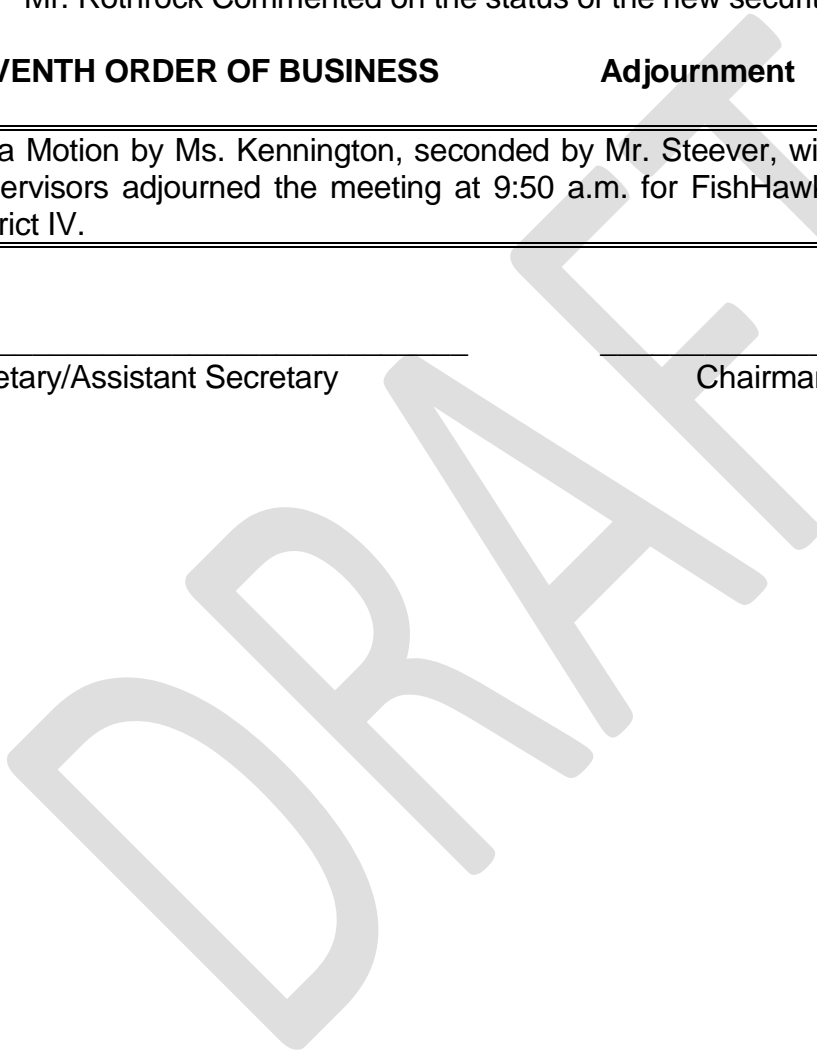 Mr. Rothrock Commented on the status of the new securit
VENTH ORDER OF BUSINESS Adjournment
a Motion by Ms. Kennington, seconded by Mr. Steever, wi
ervisors adjourned the meeting at 9:50 a.m. for FishHawk
rict IV.
etary/Assistant Secretary Chairman
DRAFT